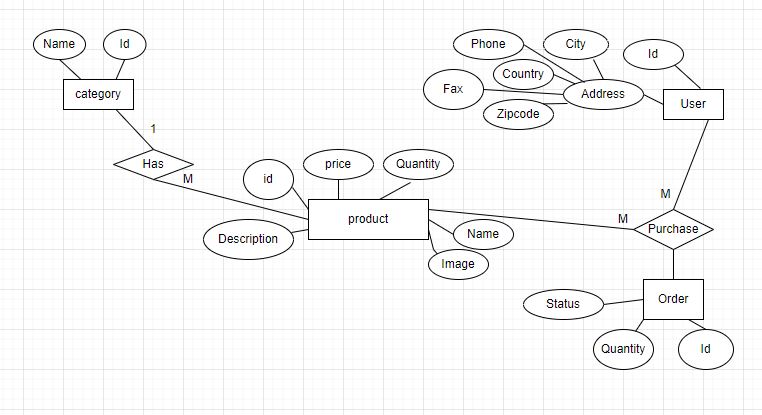 Name
Id
category
1
Has
M
Phone
City
Id
Country
Fax
Address
User
Zipcode
id
price
Quantity
product
Description
Name
Image
M
M
Purchase
Order
Status
Quantity
Id